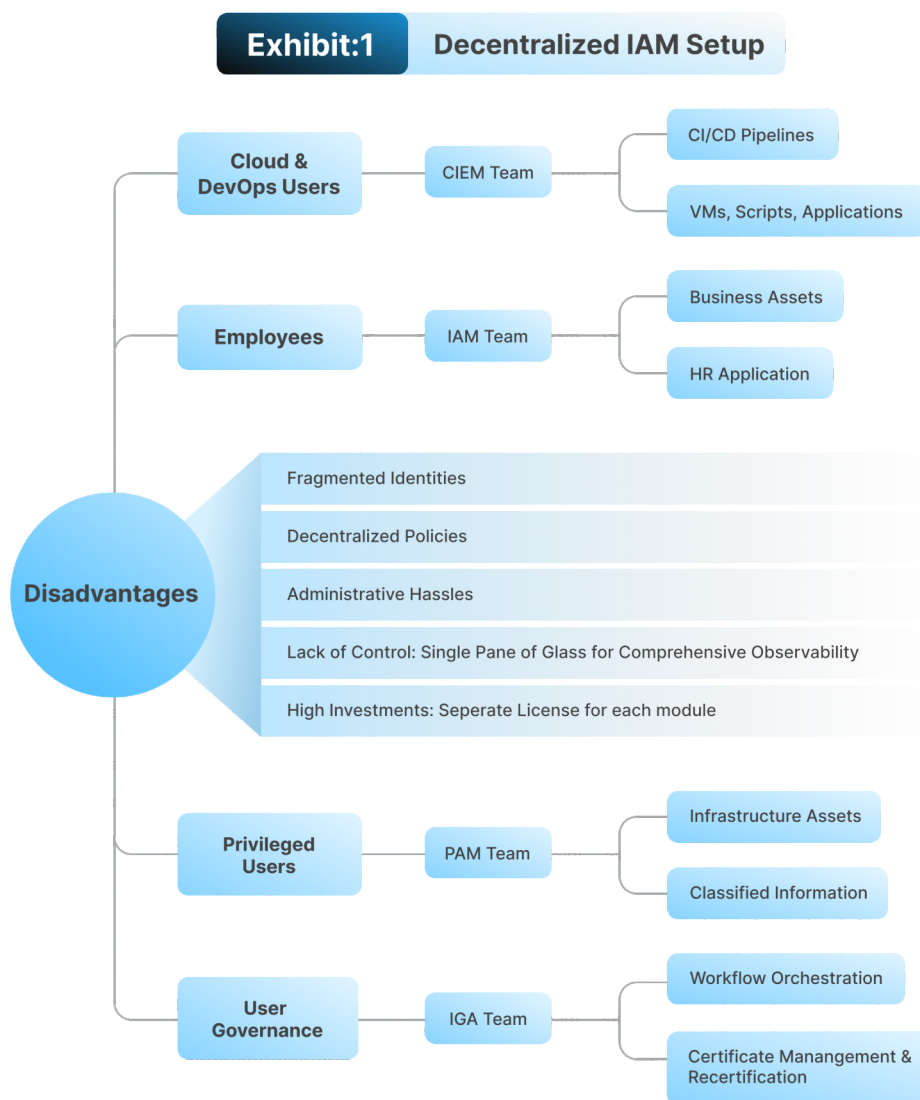 Exhibit:1 Decentralized IAM Setup
CI/CD Pipelines
Cloud &
DevOps Users
CIEM Team
VMs, Scripts, Applications
Business Assets
Employees
IAM Team
HR Application
Disadvantages
Fragmented Identities
Decentralized Policies
Administrative Hassles
Lack of Control: Single Pane of Glass for Comprehensive Observability
High Investments: Seperate License for each module
Infrastructure Assets
Privileged
Users
PAM Team
Classified Information
Workflow Orchestration
User
Governance
IGA Team
Certificate Manangement &
Recertification